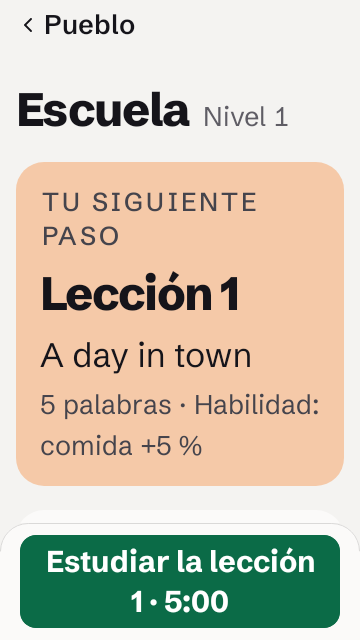 Pueblo
Escuela Nivel 1
TU SIGUIENTE
PASO
Lección 1
A day in town
5 palabras · Habilidad:
comida +5 %
Estudiar la lección
1 · 5:00